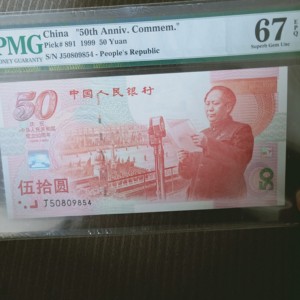 PMG
China "50th Anniv. Commem."
Pick# 891 1999 50 Yuan
S/N J50809854 - People's Republic
67 EPQ
Superb Gem Unc
50
中国人民银行
伍拾圆
50
J50809854